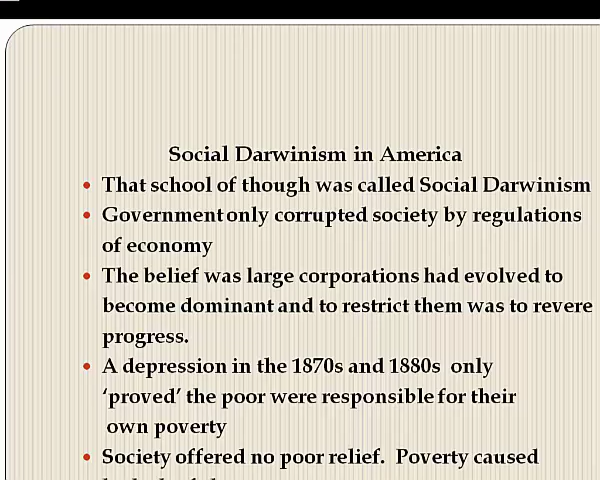 Social Darwinism in America
• That school of though was called Social Darwinism
• Government only corrupted society by regulations
of economy
• The belief was large corporations had evolved to
become dominant and to restrict them was to revere
progress.
• A depression in the 1870s and 1880s only
‘proved’ the poor were responsible for their
own poverty
• Society offered no poor relief. Poverty caused